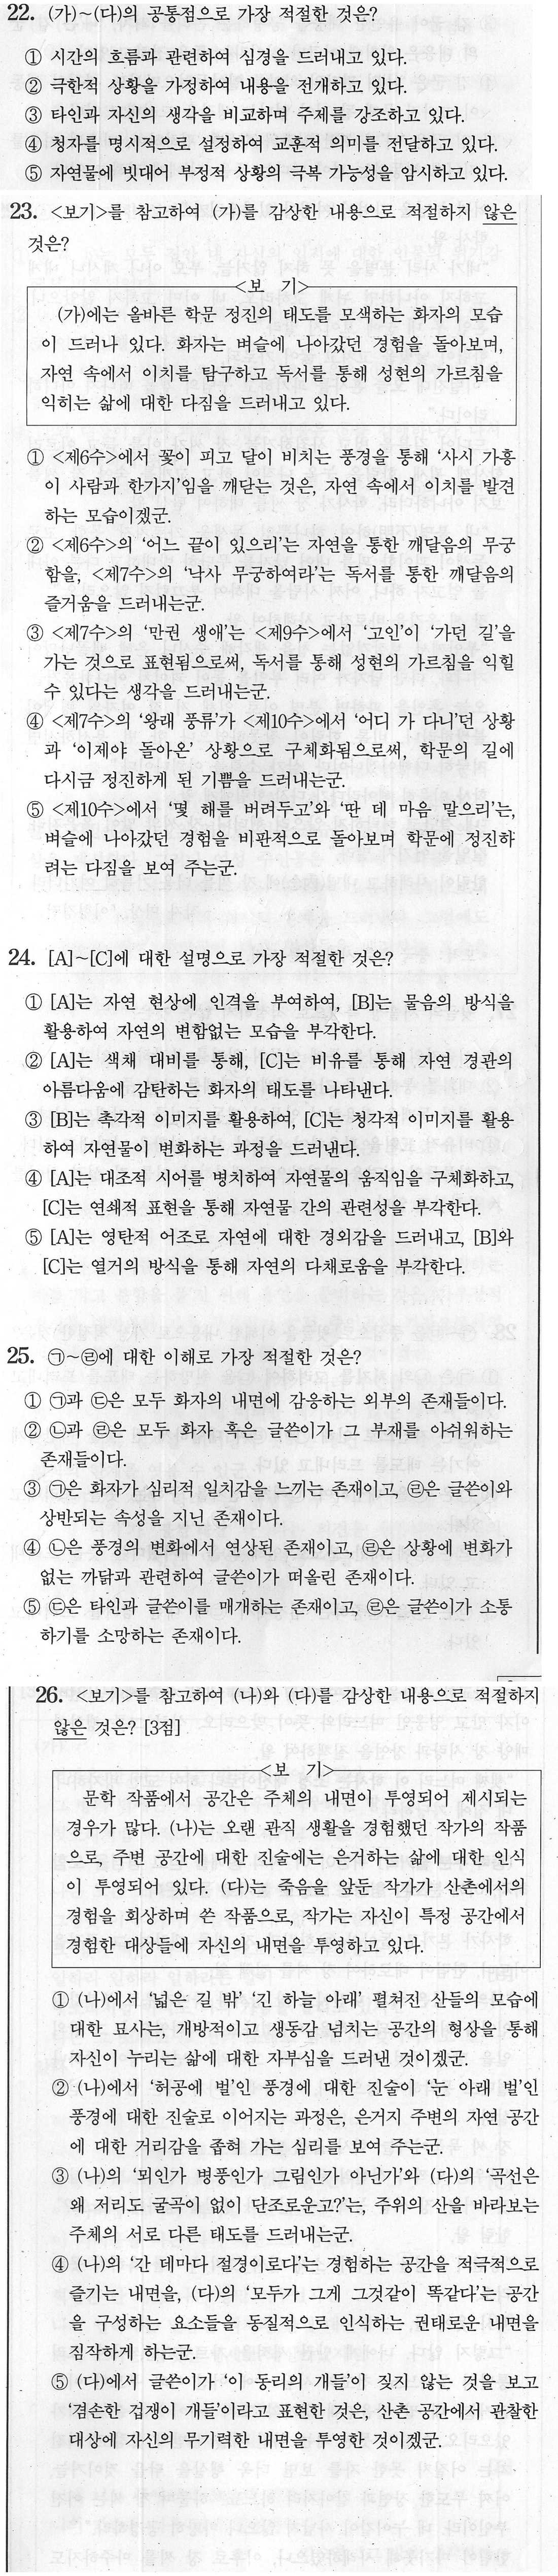 22. (가)~(다)의 공통점으로 가장 적절한 것은?
① 시간의 흐름과 관련하여 심경을 드러내고 있다.
② 극한적 상황을 가정하여 내용을 전개하고 있다.
③ 타인과 자신의 생각을 비교하며 주제를 강조하고 있다.
④ 청자를 명시적으로 설정하여 교훈적 의미를 전달하고 있다.
⑤ 자연물에 빗대어 부정적 상황의 극복 가능성을 암시하고 있다.
23. <보기>를 참고하여 (가)를 감상한 내용으로 적절하지 않은
것은?
<보 기>
(가)에는 올바른 학문 정진의 태도를 모색하는 화자의 모습
이 드러나 있다. 화자는 벼슬에 나아갔던 경험을 돌아보며,
자연 속에서 이치를 탐구하고 독서를 통해 성현의 가르침을
익히는 삶에 대한 다짐을 드러내고 있다.
① <제6수>에서 꽃이 피고 달이 비치는 풍경을 통해 ‘사시 가흥
이 사람과 한가지’임을 깨닫는 것은, 자연 속에서 이치를 발견
하는 모습이겠군.
② <제6수>의 ‘어느 끝이 있으리’는 자연을 통한 깨달음의 무궁
함을, <제7수>의 ‘낙사 무궁하여라’는 독서를 통한 깨달음의
즐거움을 드러내는군.
③ <제7수>의 ‘만권 생애’는 <제9수>에서 ‘고인’이 ‘가던 길’을
가는 것으로 표현됨으로써, 독서를 통해 성현의 가르침을 익힐
수 있다는 생각을 드러내는군.
④ <제7수>의 ‘왕래 풍류’가 <제10수>에서 ‘어디 가 다니’던 상황
과 ‘이제야 돌아온’ 상황으로 구체화됨으로써, 학문의 길에
다시금 정진하게 된 기쁨을 드러내는군.
⑤ <제10수>에서 ‘몇 해를 버려두고’와 ‘딴 데 마음 말으리’는,
벼슬에 나아갔던 경험을 비판적으로 돌아보며 학문에 정진하
려는 다짐을 보여 주는군.
24. [A]~[C]에 대한 설명으로 가장 적절한 것은?
① [A]는 자연 현상에 인격을 부여하여, [B]는 물음의 방식을
활용하여 자연의 변함없는 모습을 부각한다.
② [A]는 색채 대비를 통해, [C]는 비유를 통해 자연 경관의
아름다움에 감탄하는 화자의 태도를 나타낸다.
③ [B]는 촉각적 이미지를 활용하여, [C]는 청각적 이미지를 활용
하여 자연물이 변화하는 과정을 드러낸다.
④ [A]는 대조적 시어를 병치하여 자연물의 움직임을 구체화하고,
[C]는 연쇄적 표현을 통해 자연물 간의 관련성을 부각한다.
⑤ [A]는 영탄적 어조로 자연에 대한 경외감을 드러내고, [B]와
[C]는 열거의 방식을 통해 자연의 다채로움을 부각한다.
25. ㉠~㉣에 대한 이해로 가장 적절한 것은?
① ㉠과 ㉢은 모두 화자의 내면에 감응하는 외부의 존재들이다.
② ㉡과 ㉣은 모두 화자 혹은 글쓴이가 그 부재를 아쉬워하는
존재들이다.
③ ㉠은 화자가 심리적 일치감을 느끼는 존재이고, ㉣은 글쓴이와
상반되는 속성을 지닌 존재이다.
④ ㉡은 풍경의 변화에서 연상된 존재이고, ㉣은 상황에 변화가
없는 까닭과 관련하여 글쓴이가 떠올린 존재이다.
⑤ ㉢은 타인과 글쓴이를 매개하는 존재이고, ㉣은 글쓴이가 소통
하기를 소망하는 존재이다.
26. <보기>를 참고하여 (나)와 (다)를 감상한 내용으로 적절하지
않은 것은? [3점]
<보 기>
문학 작품에서 공간은 주체의 내면이 투영되어 제시되는
경우가 많다. (나)는 오랜 관직 생활을 경험했던 작가의 작품
으로, 주변 공간에 대한 진술에는 은거하는 삶에 대한 인식
이 투영되어 있다. (다)는 죽음을 앞둔 작가가 산촌에서의
경험을 회상하며 쓴 작품으로, 작가는 자신이 특정 공간에서
경험한 대상들에 자신의 내면을 투영하고 있다.
① (나)에서 ‘넓은 길 밖’ ‘긴 하늘 아래’ 펼쳐진 산들의 모습에
대한 묘사는, 개방적이고 생동감 넘치는 공간의 형상을 통해
자신이 누리는 삶에 대한 자부심을 드러낸 것이겠군.
② (나)에서 ‘허공에 벌’인 풍경에 대한 진술이 ‘눈 아래 벌’인
풍경에 대한 진술로 이어지는 과정은, 은거지 주변의 자연 공간
에 대한 거리감을 좁혀 가는 심리를 보여 주는군.
③ (나)의 ‘뫼인가 병풍인가 그림인가 아닌가’와 (다)의 ‘곡선은
왜 저리도 굴곡이 없이 단조로운고?’는, 주위의 산을 바라보는
주체의 서로 다른 태도를 드러내는군.
④ (나)의 ‘간 데마다 절경이로다’는 경험하는 공간을 적극적으로
즐기는 내면을, (다)의 ‘모두가 그게 그것같이 똑같다’는 공간
을 구성하는 요소들을 동질적으로 인식하는 권태로운 내면을
짐작하게 하는군.
⑤ (다)에서 글쓴이가 ‘이 동리의 개들’이 짖지 않는 것을 보고
‘겸손한 겁쟁이 개들’이라고 표현한 것은, 산촌 공간에서 관찰한
대상에 자신의 무기력한 내면을 투영한 것이겠군.